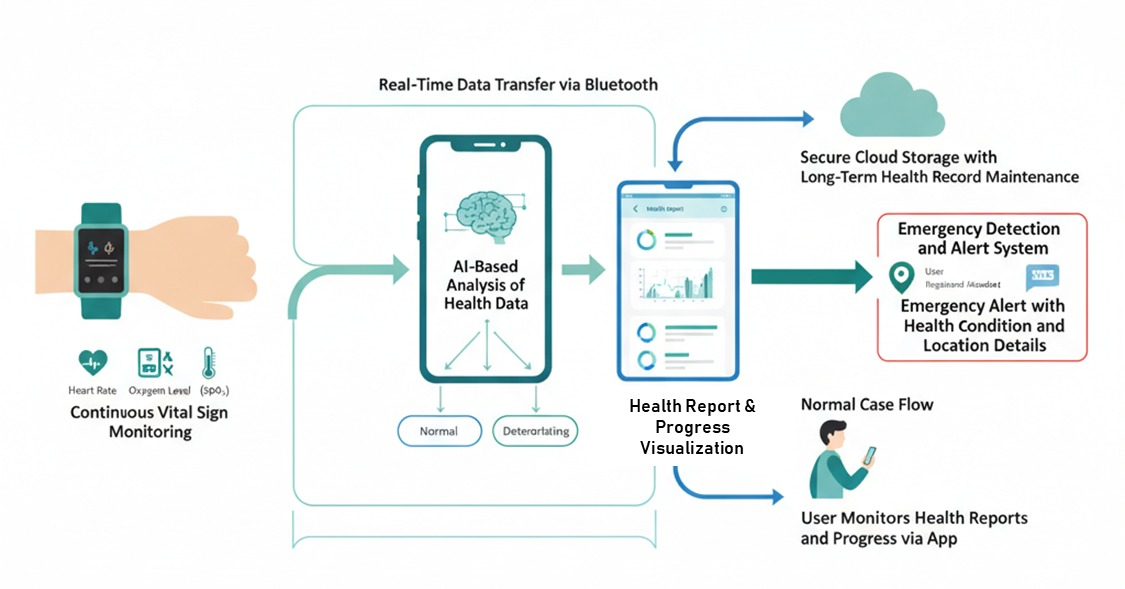 Real-Time Data Transfer via Bluetooth
Heart Rate
Oxpgem Level
(spo₂)
Continuous Vital Sign
Monitoring
AI-Based
Analysis of
Health Data
Normal
Deterortating
Health Report &
Progress
Visualization
Secure Cloud Storage with
Long-Term Health Record Maintenance
Emergency Detection
and Alert System
User
Emergency Alert with
Health Condition and
Location Details
Normal Case Flow
User Monitors Health Reports
and Progress via App